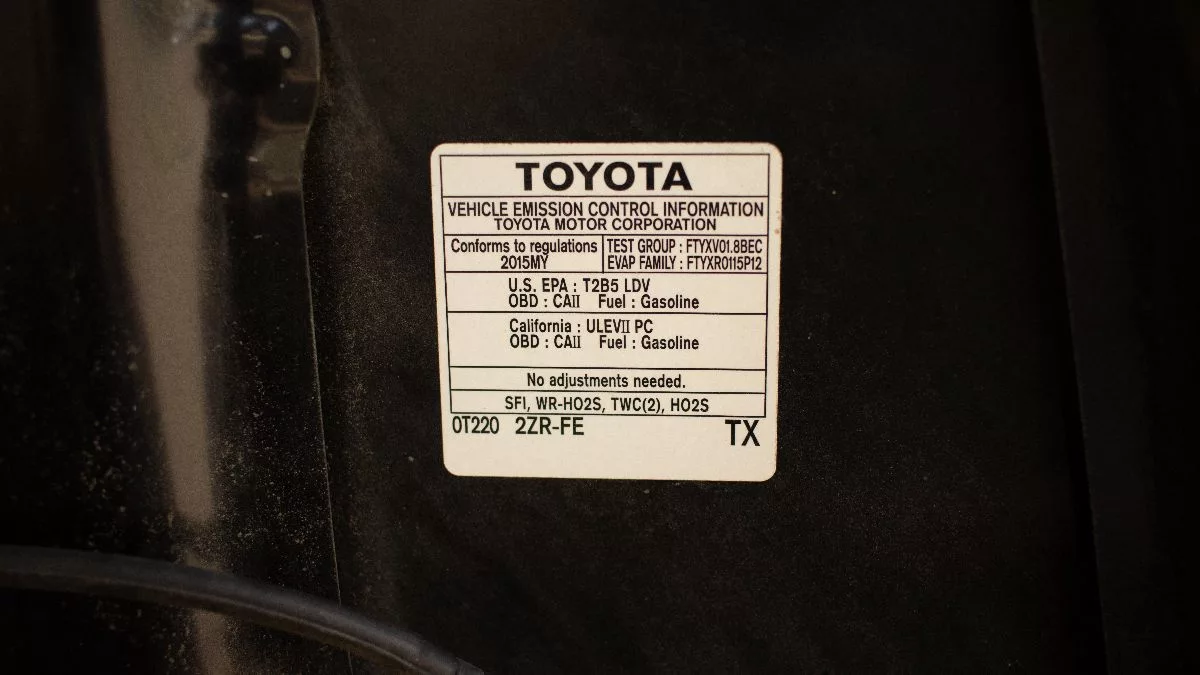 TOYOTA
VEHICLE EMISSION CONTROL INFORMATION
TOYOTA MOTOR CORPORATION
Conforms to regulations
2015MY
TEST GROUP : FTYXV01.8BEC
EVAP FAMILY : FTYXR0115P12
U.S. EPA : T2B5 LDV
OBD : CAII Fuel : Gasoline
California : ULEVII PC
OBD : CAII Fuel : Gasoline
No adjustments needed.
SFI, WR-HO2S, TWC(2), HO2S
0T220 2ZR-FE TX